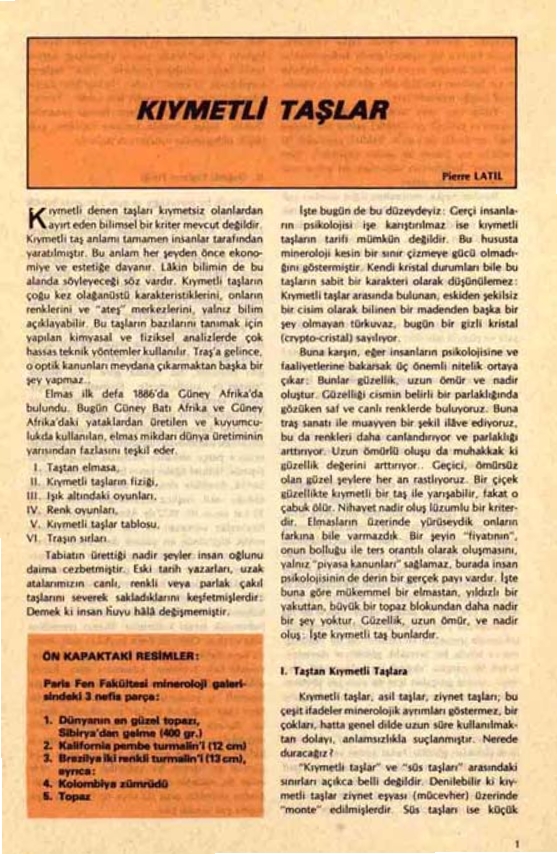 KIYMETLİ TAŞLAR
Pierre LATIL
Kıymetli denen taşları kıymetsiz olanlardan
ayırt eden bilimsel bir kriter mevcut değildir.
Kıymetli taş anlamı tamamen insanlar tarafından
yaratılmıştır. Bu anlam her şeyden önce ekono-
miye ve estetiğe dayanır. Lâkin bilimin de bu
alanda söyleyeceği söz vardır. Kıymetli taşların
çoğu kez olağanüstü karakteristiklerini, onların
renklerini ve "ateş" merkezlerini, yalnız bilim
açıklayabilir. Bu taşların bazılarını tanımak için
yapılan kimyasal ve fiziksel analizlerde çok
hassas teknik yöntemler kullanılır. Traş'a gelince,
o optik kanunları meydana çıkarmaktan başka bir
şey yapmaz..
Elmas ilk defa 1886'da Güney Afrika'da
bulundu. Bugün Güney Batı Afrika ve Güney
Afrika'daki yataklardan üretilen ve kuyumcu-
lukda kullanılan, elmas mikdarı dünya üretiminin
yarısından fazlasını teşkil eder.
I. Taştan elmasa,
II. Kıymetli taşların fiziği,
III. Işık altındaki oyunları,
IV. Renk oyunları,
V. Kıymetli taşlar tablosu,
VI. Traşın sırları.
Tabiatın ürettiği nadir şeyler insan oğlunu
daima cezbetmiştir. Eski tarih yazarları, uzak
atalarımızın canlı, renkli veya parlak çakıl
taşlarını severek sakladıklarını keşfetmişlerdir:
Demek ki insan huyu hâlâ değişmemiştir.
ÖN KAPAKTAKİ RESİMLER:
Paris Fen Fakültesi mineroloji galeri-
sindeki 3 nefis parça:
1. Dünyanın en güzel topazı,
Sibirya'dan gelme (400 gr.)
2. Kalifornia pembe turmalin'i (12 cm)
3. Brezilya iki renkli turmalin'i (13 cm),
ayrıca:
4. Kolombiya zümrüdü
5. Topaz
İşte bugün de bu düzeydeyiz: Gerçi insanla-
rın psikolojisi işe karıştırılmaz ise kıymetli
taşların tarifi mümkün değildir. Bu hususta
mineroloji kesin bir sınır çizmeye gücü olmadı-
ğını göstermiştir. Kendi kristal durumları bile bu
taşların sabit bir karakteri olarak düşünülemez:
Kıymetli taşlar arasında bulunan, eskiden şekilsiz
bir cisim olarak bilinen bir madenden başka bir
şey olmayan türkuvaz, bugün bir gizli kristal
(crypto-cristal) sayılıyor.
Buna karşın, eğer insanların psikolojisine ve
faaliyetlerine bakarsak üç önemli nitelik ortaya
çıkar: Bunlar güzellik, uzun ömür ve nadir
oluştur. Güzelliği cismin belirli bir parlaklığında
gözüken saf ve canlı renklerde buluyoruz. Buna
traş sanatı ile muayyen bir şekil ilâve ediyoruz,
bu da renkleri daha canlandırıyor ve parlaklığı
arttırıyor. Uzun ömürlü oluşu da muhakkak ki
güzellik değerini arttırıyor.. Geçici, ömürsüz
olan güzel şeylere her an rastlıyoruz. Bir çiçek
güzellikte kıymetli bir taş ile yarışabilir, fakat o
çabuk ölür. Nihayet nadir oluş lüzumlu bir kriter-
dir. Elmasların üzerinde yürüseydik onların
farkına bile varmazdık. Bir şeyin "fiyatının",
onun bolluğu ile ters orantılı olarak oluşmasını,
yalnız "piyasa kanunları" sağlamaz, burada insan
psikolojisinin de derin bir gerçek payı vardır. İşte
buna göre mükemmel bir elmastan, yıldızlı bir
yakuttan, büyük bir topaz blokundan daha nadir
bir şey yoktur. Güzellik, uzun ömür, ve nadir
oluş: İşte kıymetli taş bunlardır.
I. Taştan Kıymetli Taşlara
Kıymetli taşlar, asil taşlar, ziynet taşları; bu
çeşit ifadeler minerolojik ayrımları göstermez, bir
çokları, hatta genel dilde uzun süre kullanılmak-
tan dolayı, anlamsızlıkla suçlanmıştır. Nerede
duracağız?
"Kıymetli taşlar" ve "süs taşları" arasındaki
sınırları açıkca belli değildir. Denilebilir ki kıy-
metli taşlar ziynet eşyası (mücevher) üzerinde
"monte" edilmişlerdir. Süs taşları ise küçük
1